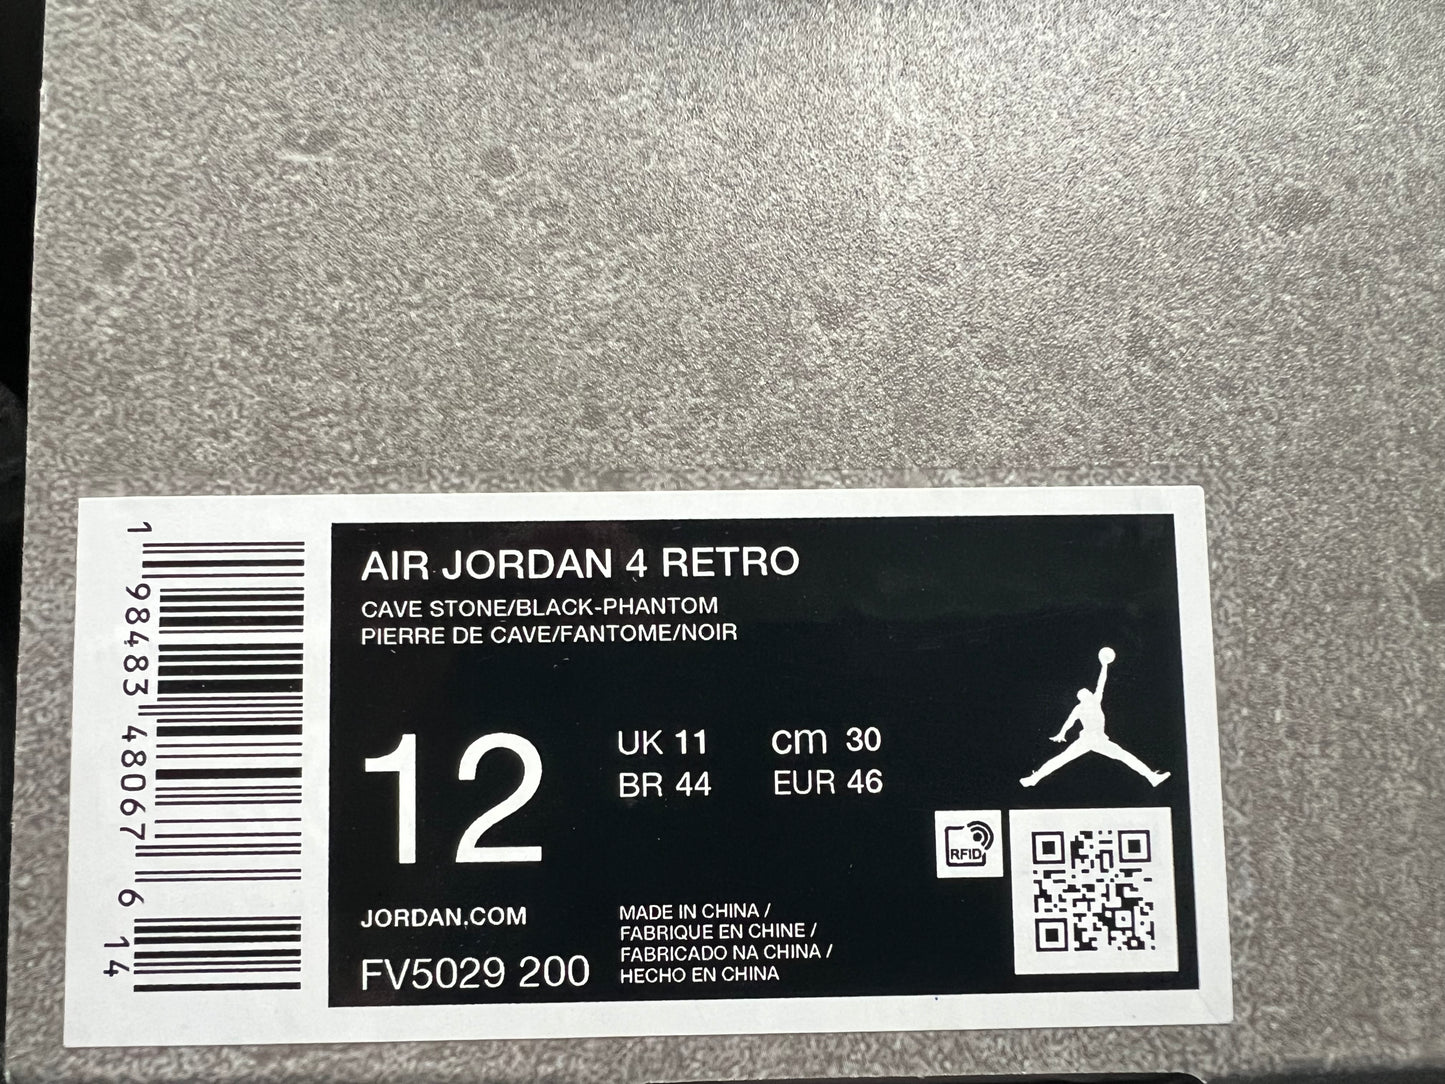 AIR JORDAN 4 RETRO
CAVE STONE/BLACK-PHANTOM
PIERRE DE CAVE/FANTOME/NOIR
12
UK 11 cm 30
BR 44 EUR 46
RFID
JORDAN.COM
FV5029 200
MADE IN CHINA /
FABRIQUE EN CHINE /
FABRICADO NA CHINA /
HECHO EN CHINA
1 98483 48067 6 14